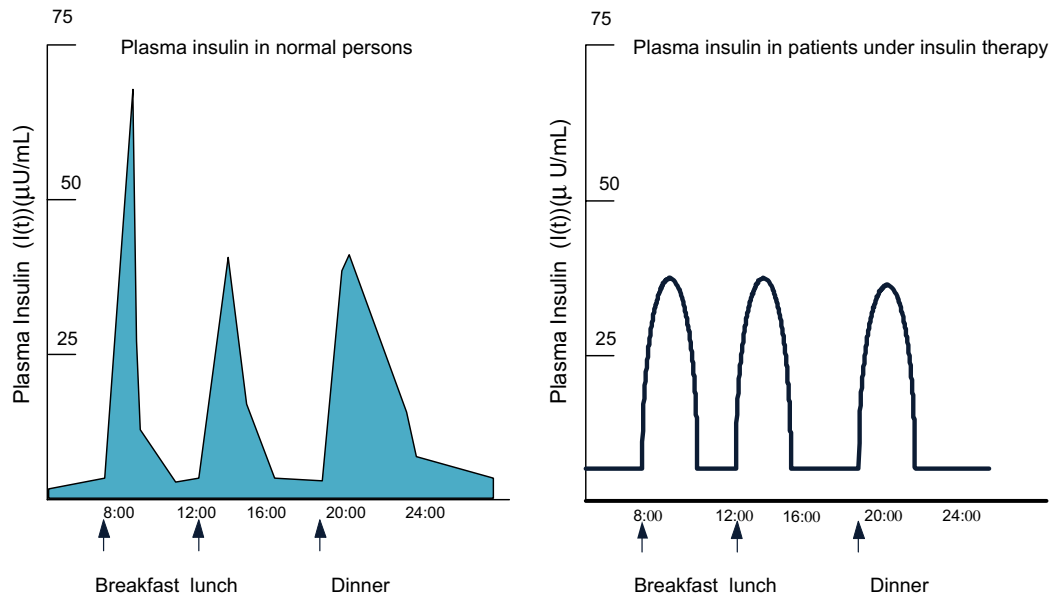 75
Plasma insulin in normal persons
50
25
Plasma Insulin (I(t))(μU/mL)
8:00 12:00 16:00 20:00 24:00
Breakfast lunch Dinner
75
Plasma insulin in patients under insulin therapy
50
25
Plasma Insulin (I(t))(μ U/mL)
8:00 12:00 16:00 20:00 24:00
Breakfast lunch Dinner